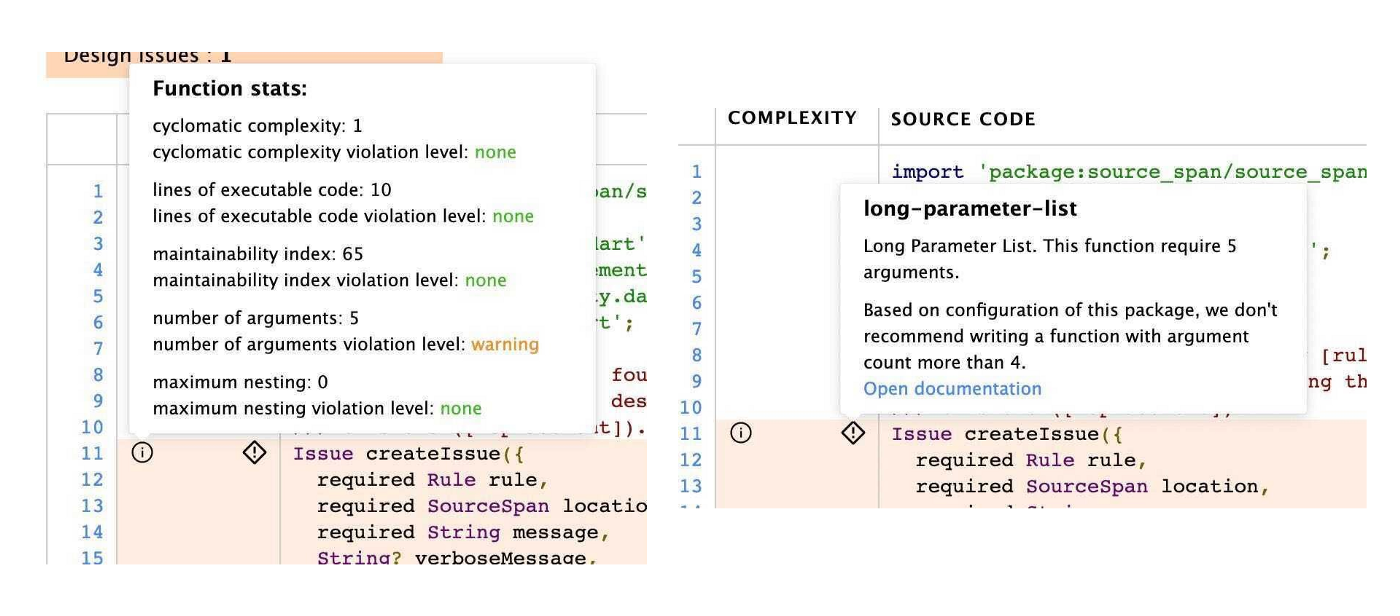 Design issues : 1
Function stats:
cyclomatic complexity: 1
cyclomatic complexity violation level: none
lines of executable code: 10
lines of executable code violation level: none
maintainability index: 65
maintainability index violation level: none
number of arguments: 5
number of arguments violation level: warning
maximum nesting: 0
maximum nesting violation level: none
1 an/s
2
3 lart'
4 ement
5 y.da
6 t';
7
8 fou
9 des
10 t]).
11 Issue createIssue({
12 required Rule rule,
13 required SourceSpan locatio
14 required String message,
15 String? verboseMessage,
COMPLEXITY SOURCE CODE
1 import 'package:source_span/source_span
2
3
4 ';
5
6
7
8 [rul
9 ng th
10
long-parameter-list
Long Parameter List. This function require 5
arguments.
Based on configuration of this package, we don't
recommend writing a function with argument
count more than 4.
Open documentation
11 Issue createIssue({
12 required Rule rule,
13 required SourceSpan location,